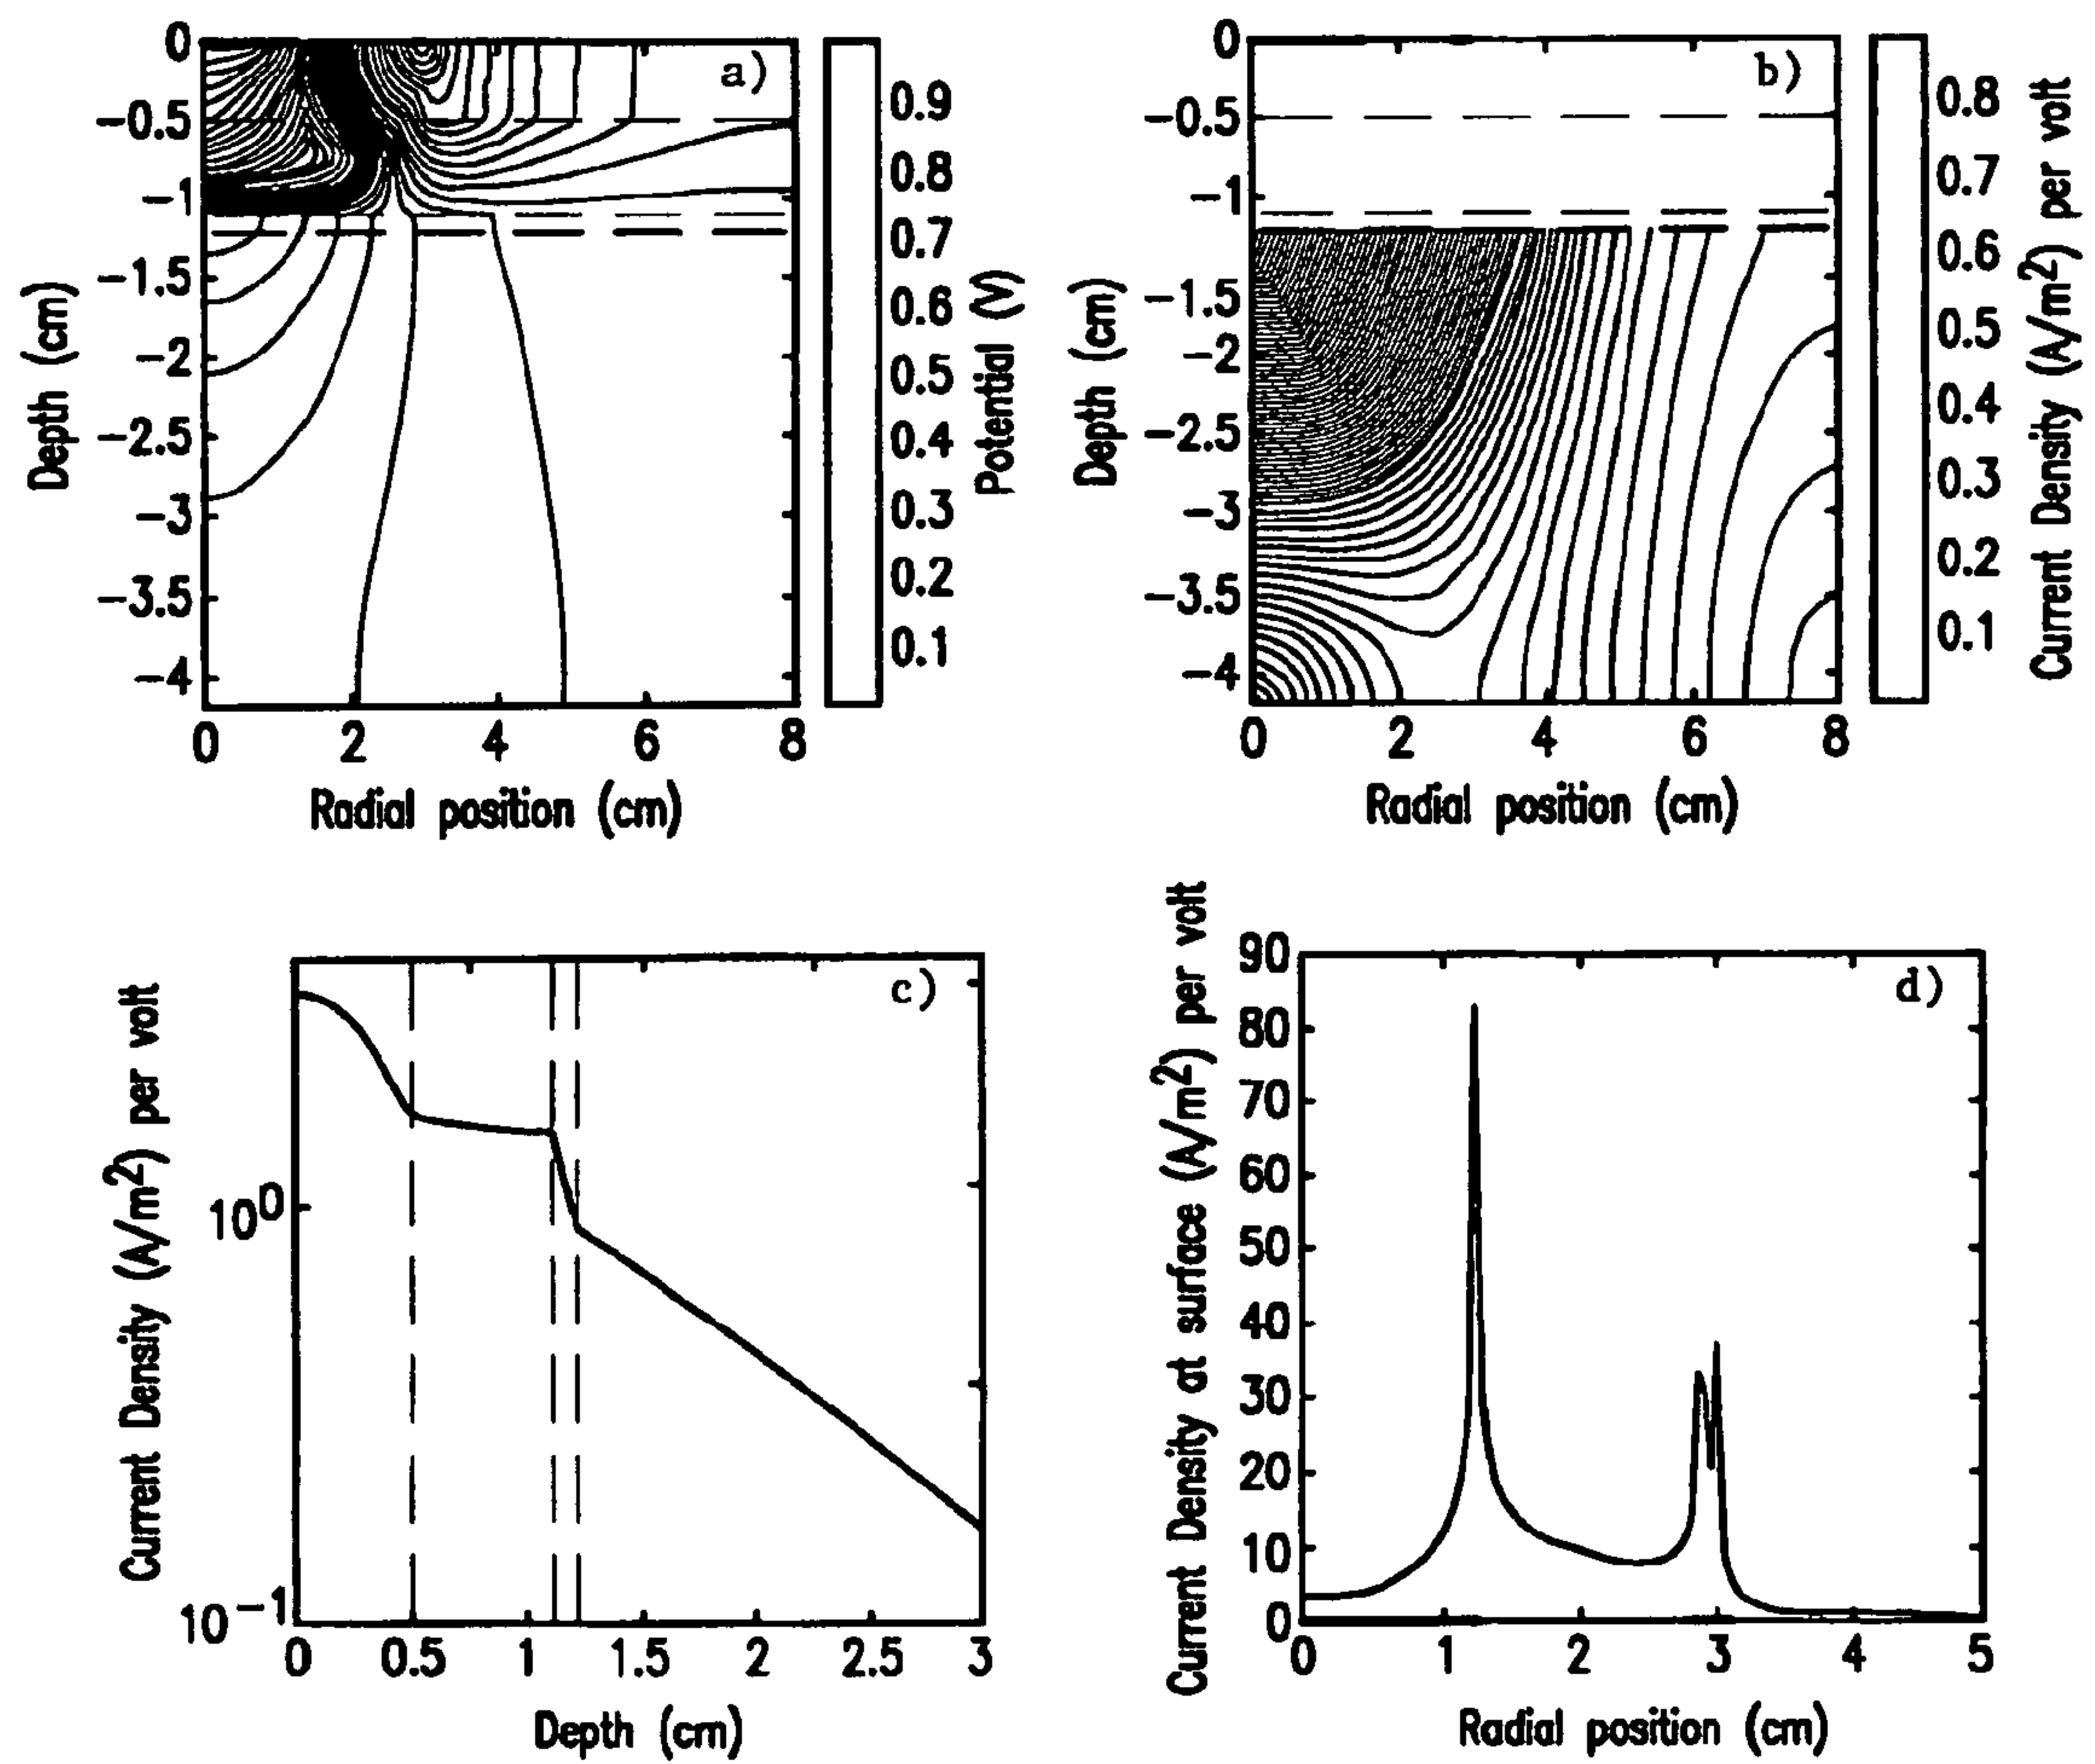 a)
0
-0.5
-1
-1.5
-2
-2.5
-3
-3.5
-4
Depth (cm)
0 2 4 6 8
Radial position (cm)
0.9
0.8
0.7
0.6
0.5
0.4
0.3
0.2
0.1
Potential (V)
b)
0
-0.5
-1
-1.5
-2
-2.5
-3
-3.5
-4
Depth (cm)
0 2 4 6 8
Radial position (cm)
0.8
0.7
0.6
0.5
0.4
0.3
0.2
0.1
Current Density (A/m²) per volt
c)
10⁰
10⁻¹
Current Density (A/m²) per volt
0 0.5 1 1.5 2 2.5 3
Depth (cm)
d)
90
80
70
60
50
40
30
20
10
0
Current Density at surface (A/m²) per volt
0 1 2 3 4 5
Radial position (cm)